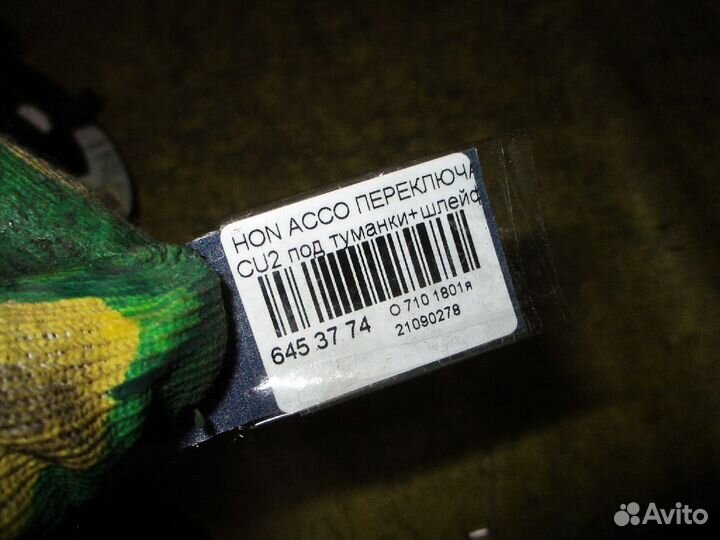 HON ACCO ПЕРЕКЛЮЧА
CU2 под туманки+шлейф
645 37 74
О 710 1801я
21090278
Avito